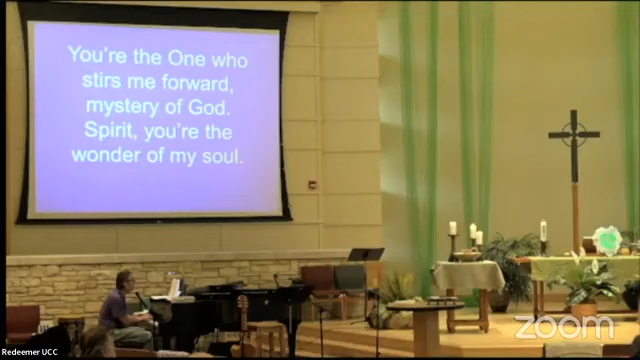 You're the One who
stirs me forward,
mystery of God.
Spirit, you're the
wonder of my soul.
Redeemer UCC
zoom